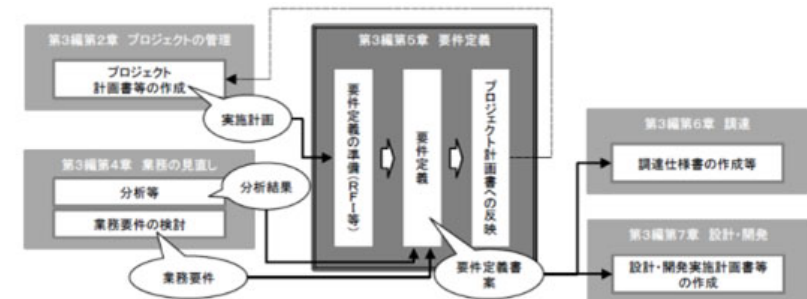 第3編第2章 プロジェクトの管理
プロジェクト
計画書等の作成
実施計画
第3編第4章 業務の見直し
分析等
業務要件の検討
分析結果
業務要件
第3編第5章 要件定義
要件定義の準備(RFI等)
要件定義
プロジェクト計画書への反映
要件定義書
案
第3編第6章 調達
調達仕様書の作成等
第3編第7章 設計・開発
設計・開発実施計画書等
の作成